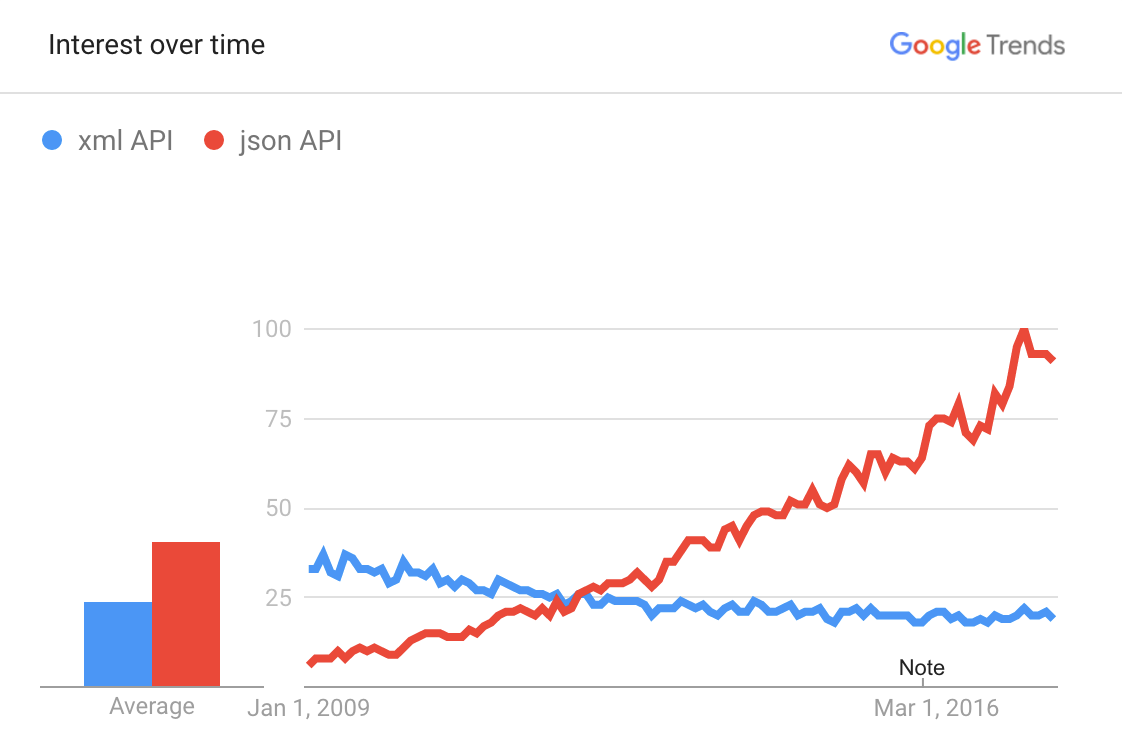 Interest over time
Google Trends
xml API
json API
100
75
50
25
Note
Average
Jan 1, 2009
Mar 1, 2016